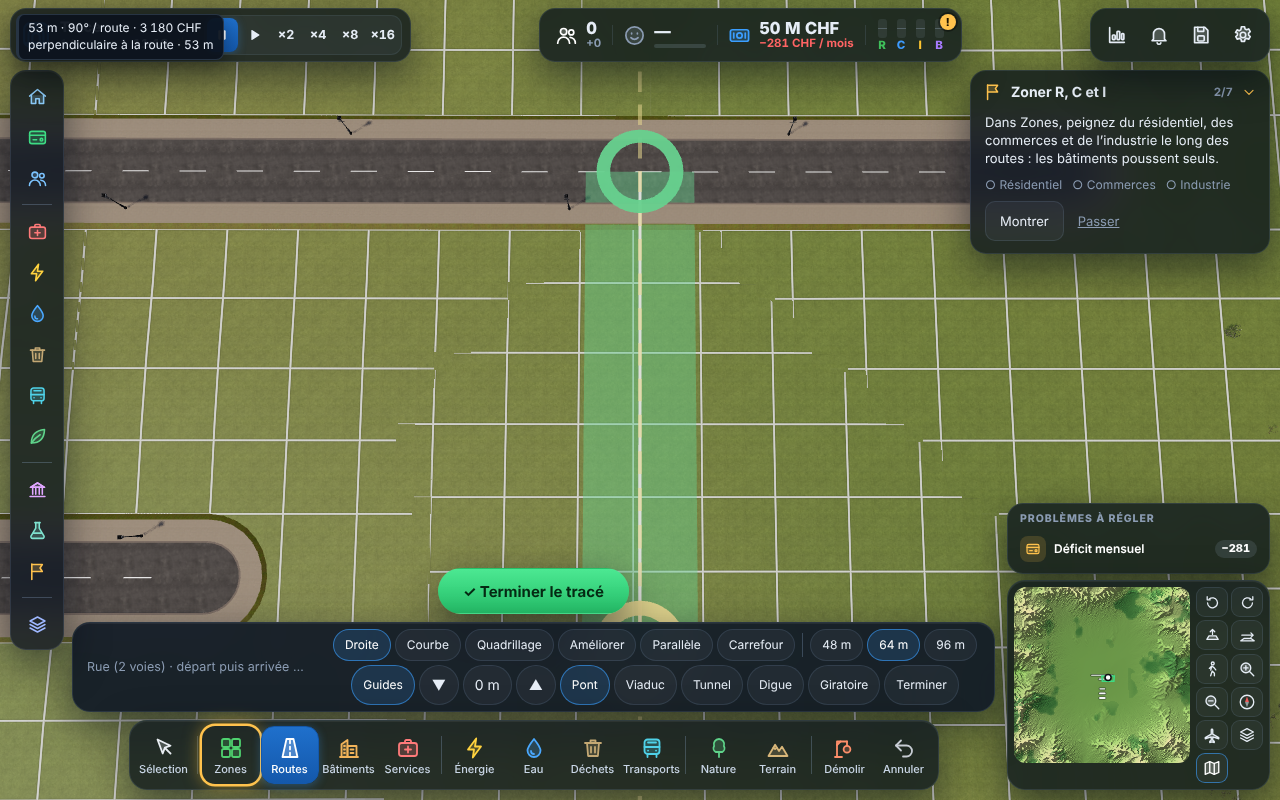 53 m · 90° / route · 3 180 CHF
perpendiculaire à la route · 53 m
×2 ×4 ×8 ×16
0
+0
—
50 M CHF
−281 CHF / mois
R C I B
!
Zoner R, C et I 2/7
Dans Zones, peignez du résidentiel, des
commerces et de l’industrie le long des
routes : les bâtiments poussent seuls.
Résidentiel Commerces Industrie
Montrer Passer
PROBLÈMES À RÉGLER
Déficit mensuel −281
✓ Terminer le tracé
Rue (2 voies) · départ puis arrivée ...
Droite Courbe Quadrillage Améliorer Parallèle Carrefour 48 m 64 m 96 m
Guides ▼ 0 m ▲ Pont Viaduc Tunnel Digue Giratoire Terminer
Sélection Zones Routes Bâtiments Services Énergie Eau Déchets Transports Nature Terrain Démolir Annuler